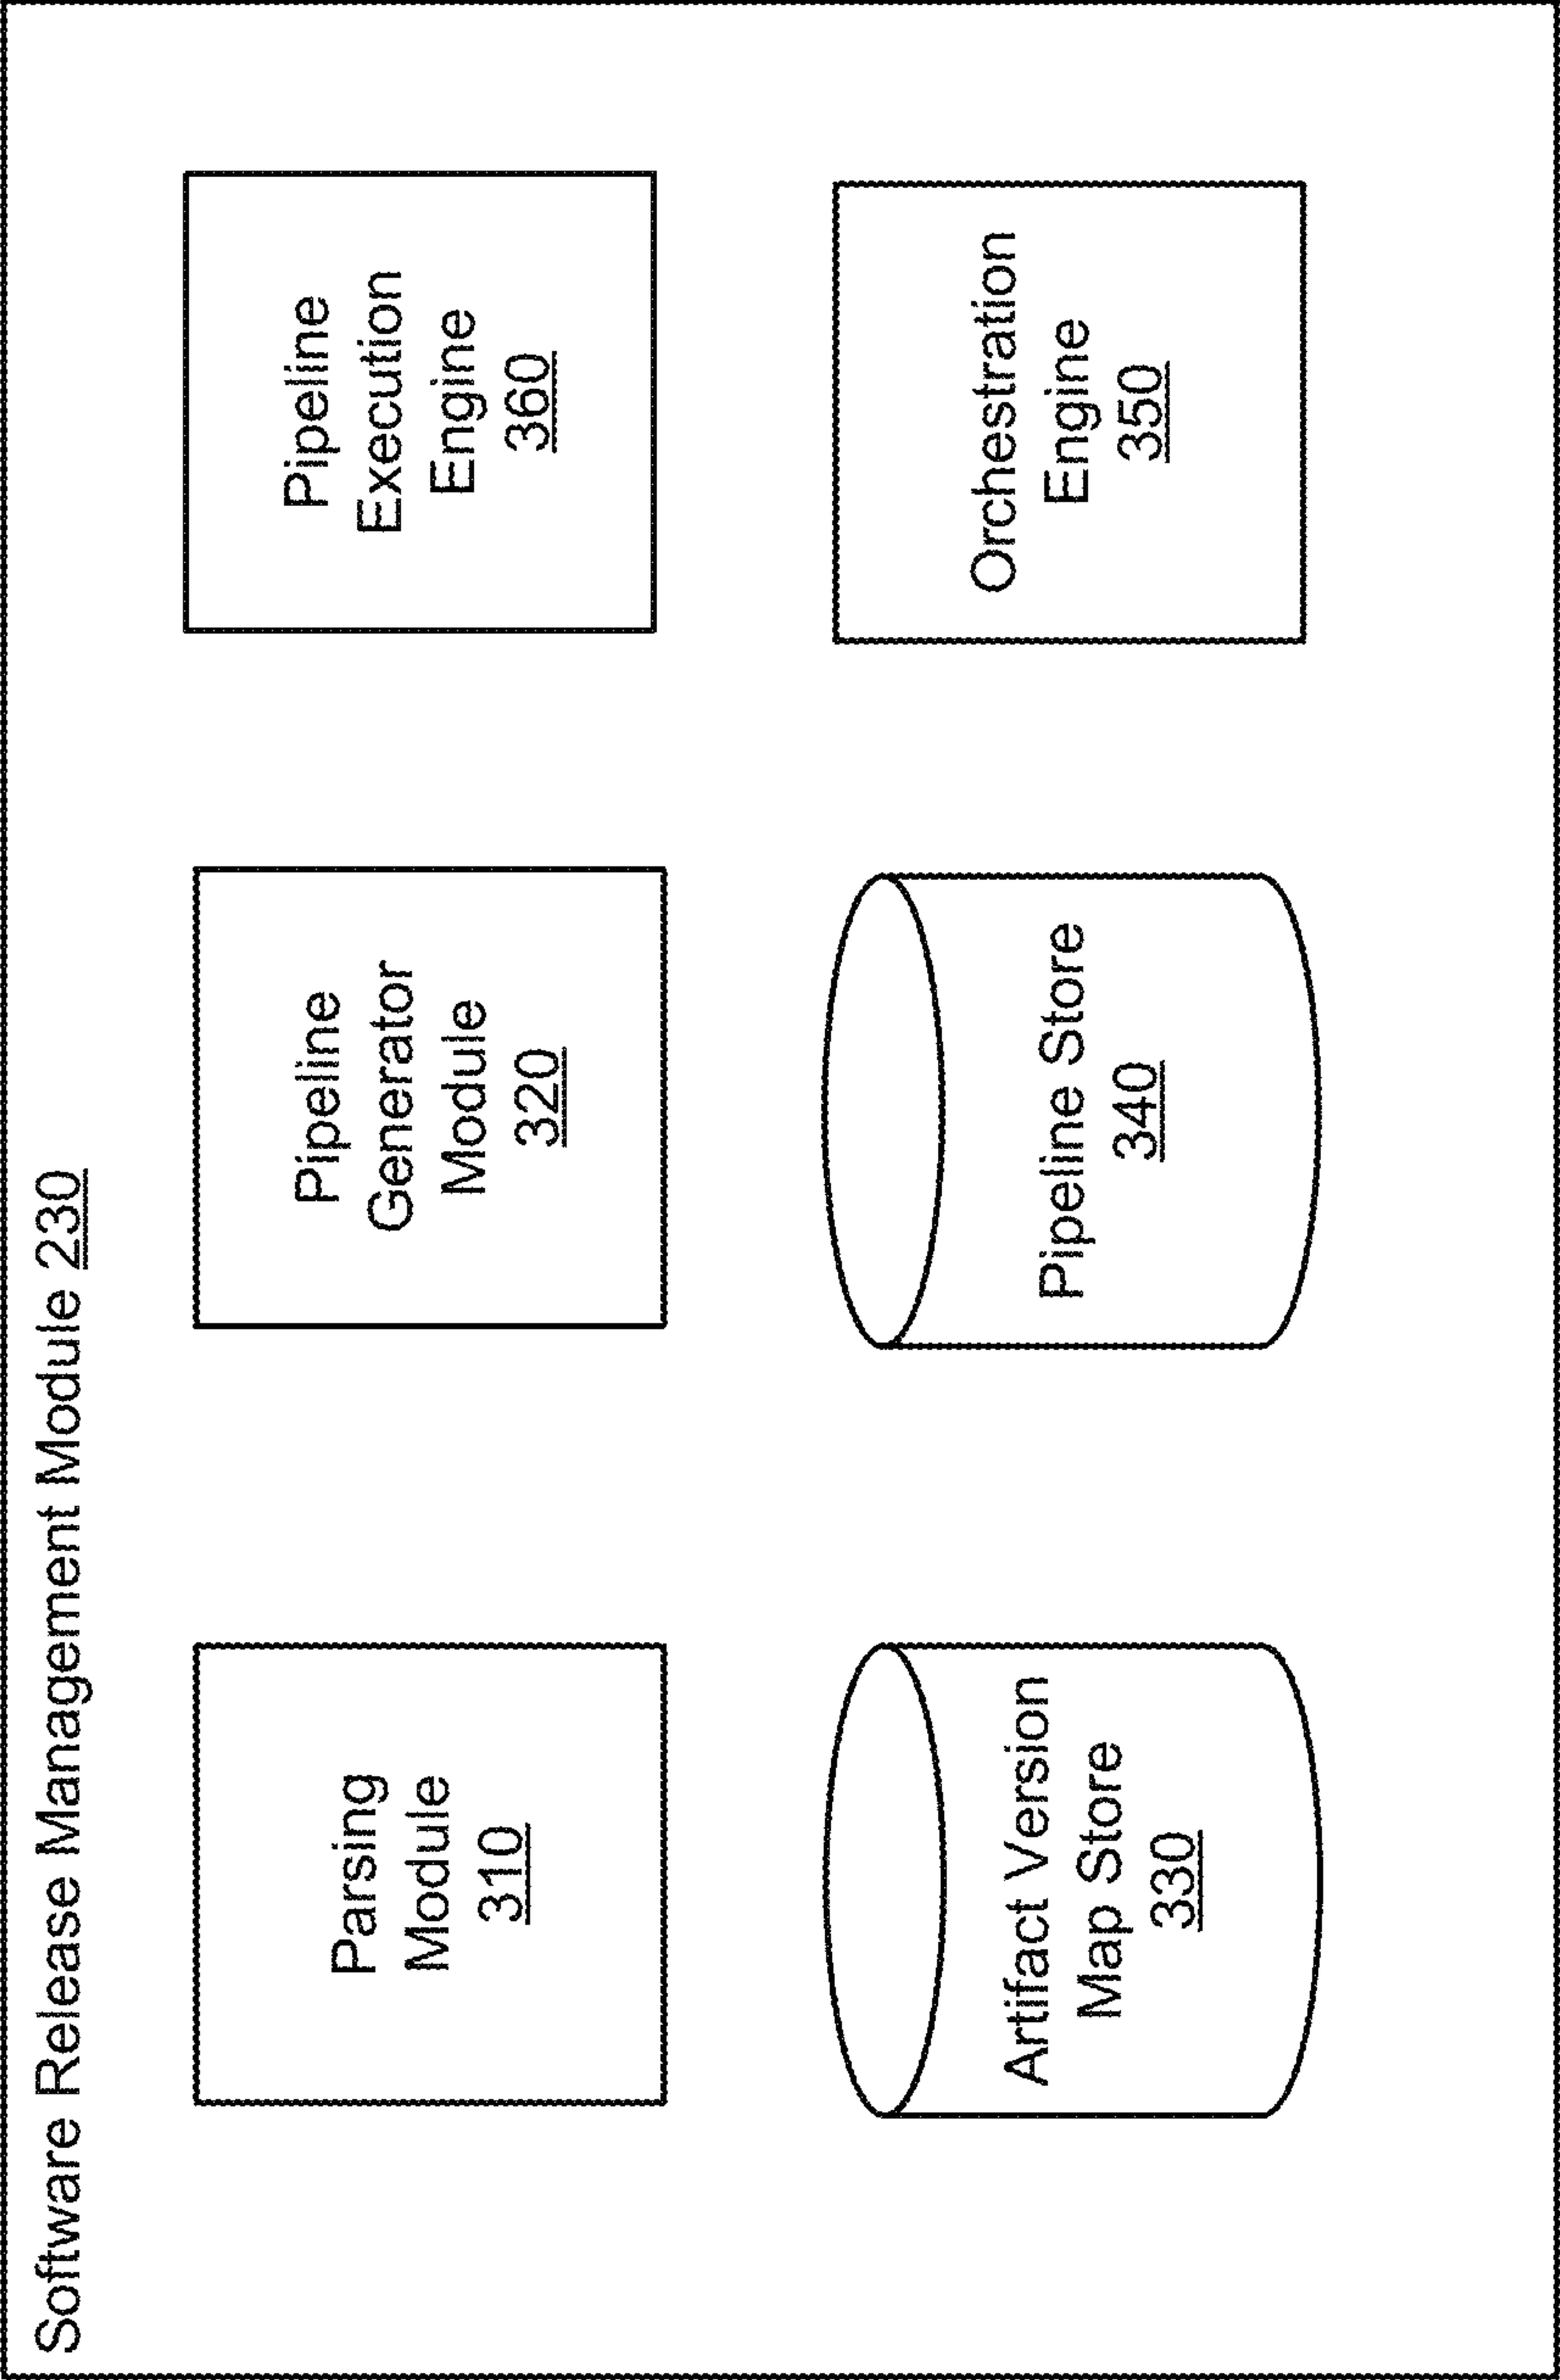 Software Release Management Module 230
Parsing
Module
310
Pipeline
Generator
Module
320
Pipeline
Execution
Engine
360
Artifact Version
Map Store
330
Pipeline Store
340
Orchestration
Engine
350